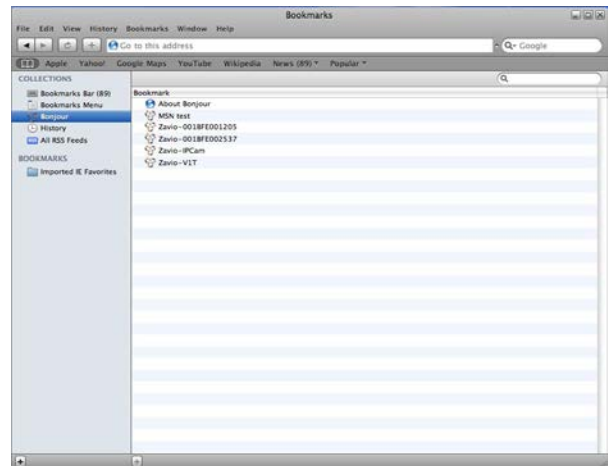 Bookmarks
File Edit View History Bookmarks Window Help
Go to this address
Google
Apple Yahoo! Google Maps YouTube Wikipedia News (89) Popular
COLLECTIONS
Bookmarks Bar (89)
Bookmarks Menu
Bonjour
History
All RSS Feeds
BOOKMARKS
Imported IE Favorites
Bookmark
About Bonjour
MSN test
Zavio-0018FE001205
Zavio-0018FE002537
Zavio-IPCam
Zavio-V1T